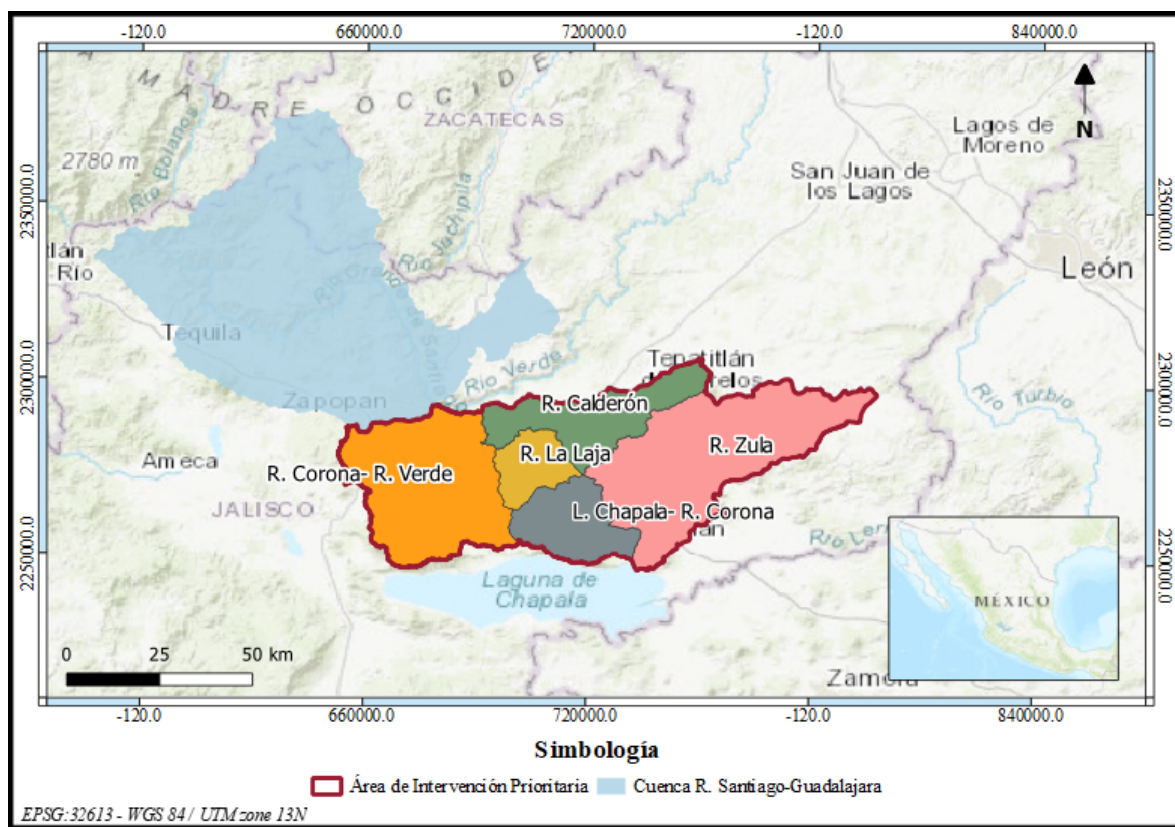 -120.0 660000.0 720000.0 -120.0 840000.0
MADRE OCCIDE
ZACATECAS
2780 m
Río Bolaños
Río Juchipila
Lagos de
Moreno
San Juan de
los Lagos
N
2350000.0
2350000.0
tlán
Río
León
Tequila
Río Verde
Tepatitlán
2300000.0
2300000.0
Zapopan
R. Calderón
Río Turbio
R. Zula
Ameca
R. La Laja
R. Corona- R. Verde
JALISCO
L. Chapala- R. Corona
lán
Río Ler
2250000.0
2250000.0
Laguna de
Chapala
MÉXICO
0 25 50 km
Zamora
-120.0 660000.0 720000.0 -120.0 840000.0
Simbología
Área de Intervención Prioritaria Cuenca R. Santiago-Guadalajara
EPSG:32613 - WGS 84 / UTM zone 13N